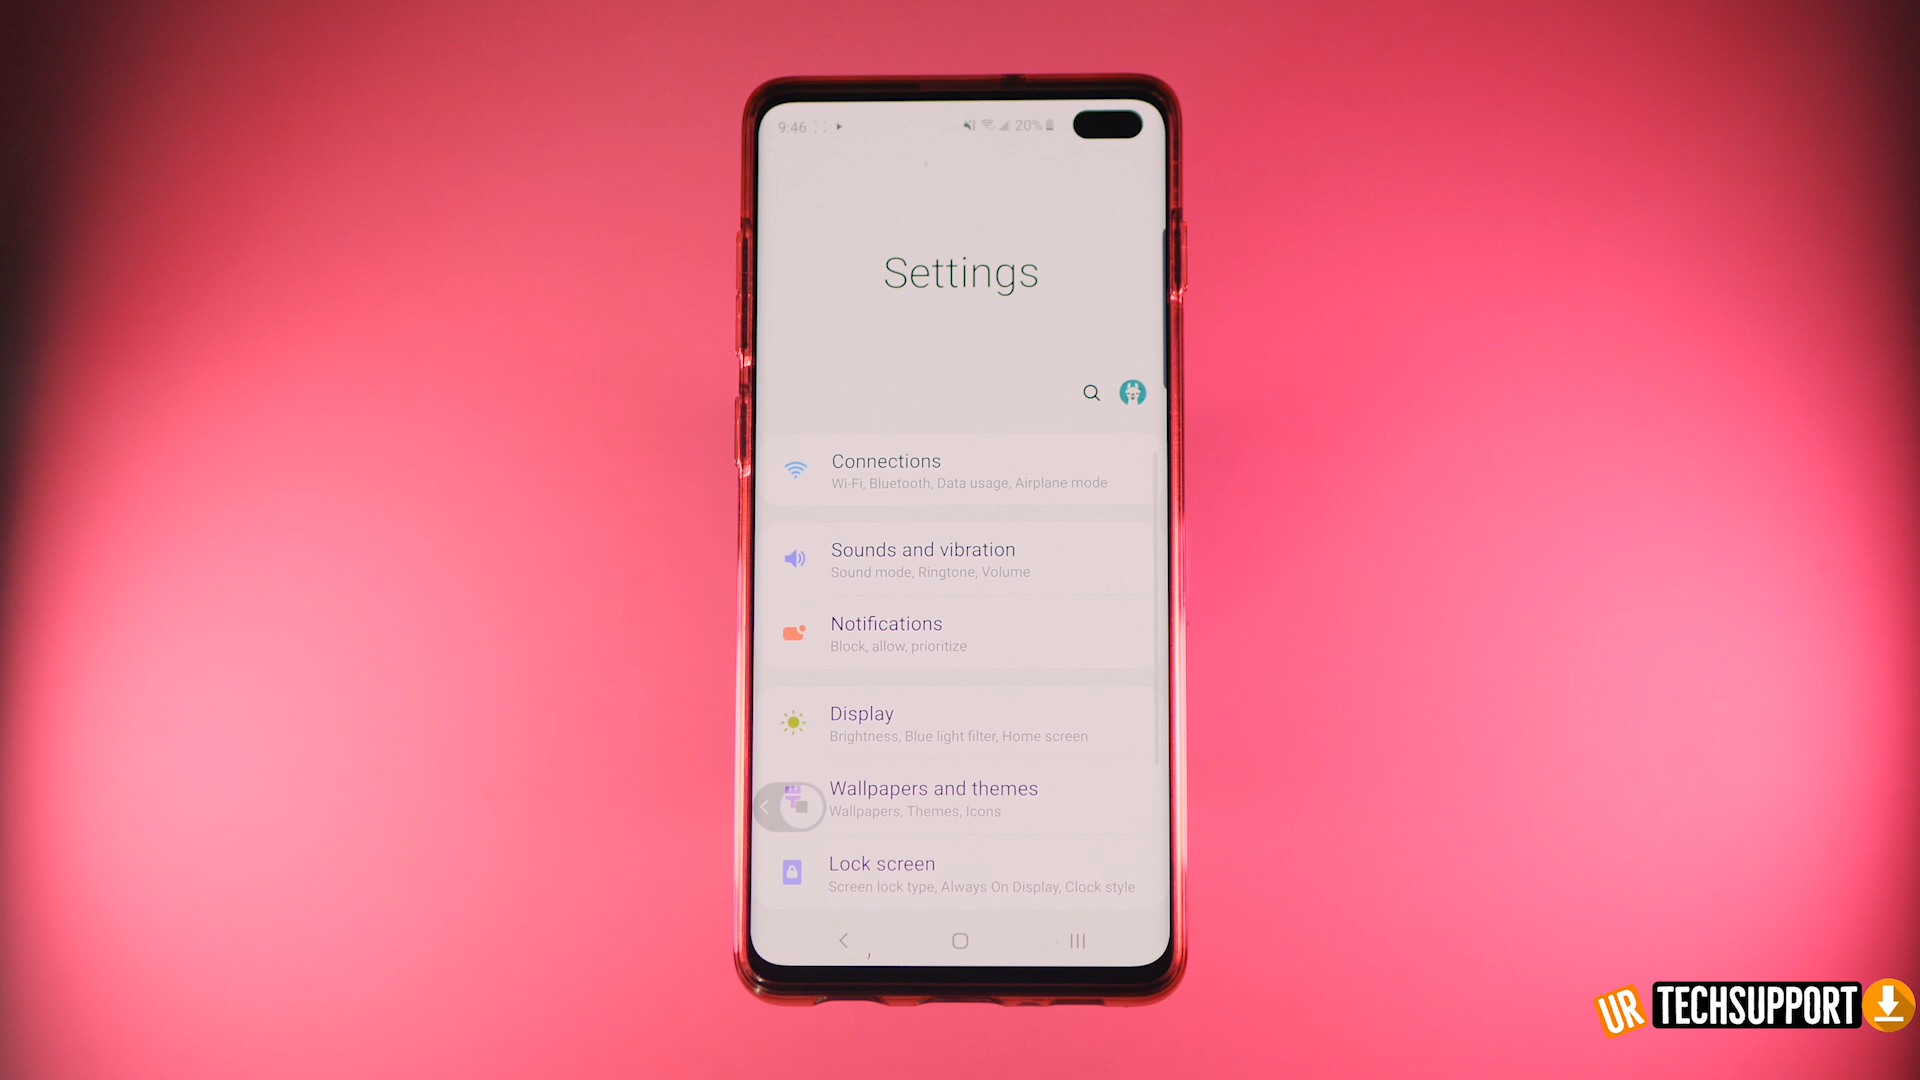 9:46
20%
Settings
Connections
Wi-Fi, Bluetooth, Data usage, Airplane mode
Sounds and vibration
Sound mode, Ringtone, Volume
Notifications
Block, allow, prioritize
Display
Brightness, Blue light filter, Home screen
Wallpapers and themes
Wallpapers, Themes, Icons
Lock screen
Screen lock type, Always On Display, Clock style
UR TECHSUPPORT